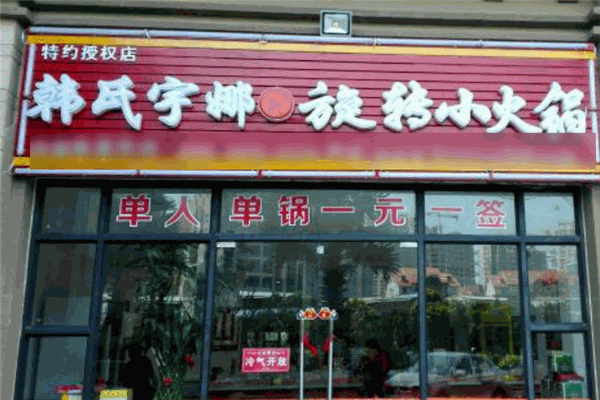 特约授权店
韩氏宇娜 旋转小火锅
单人单锅一元一签
冷气开放